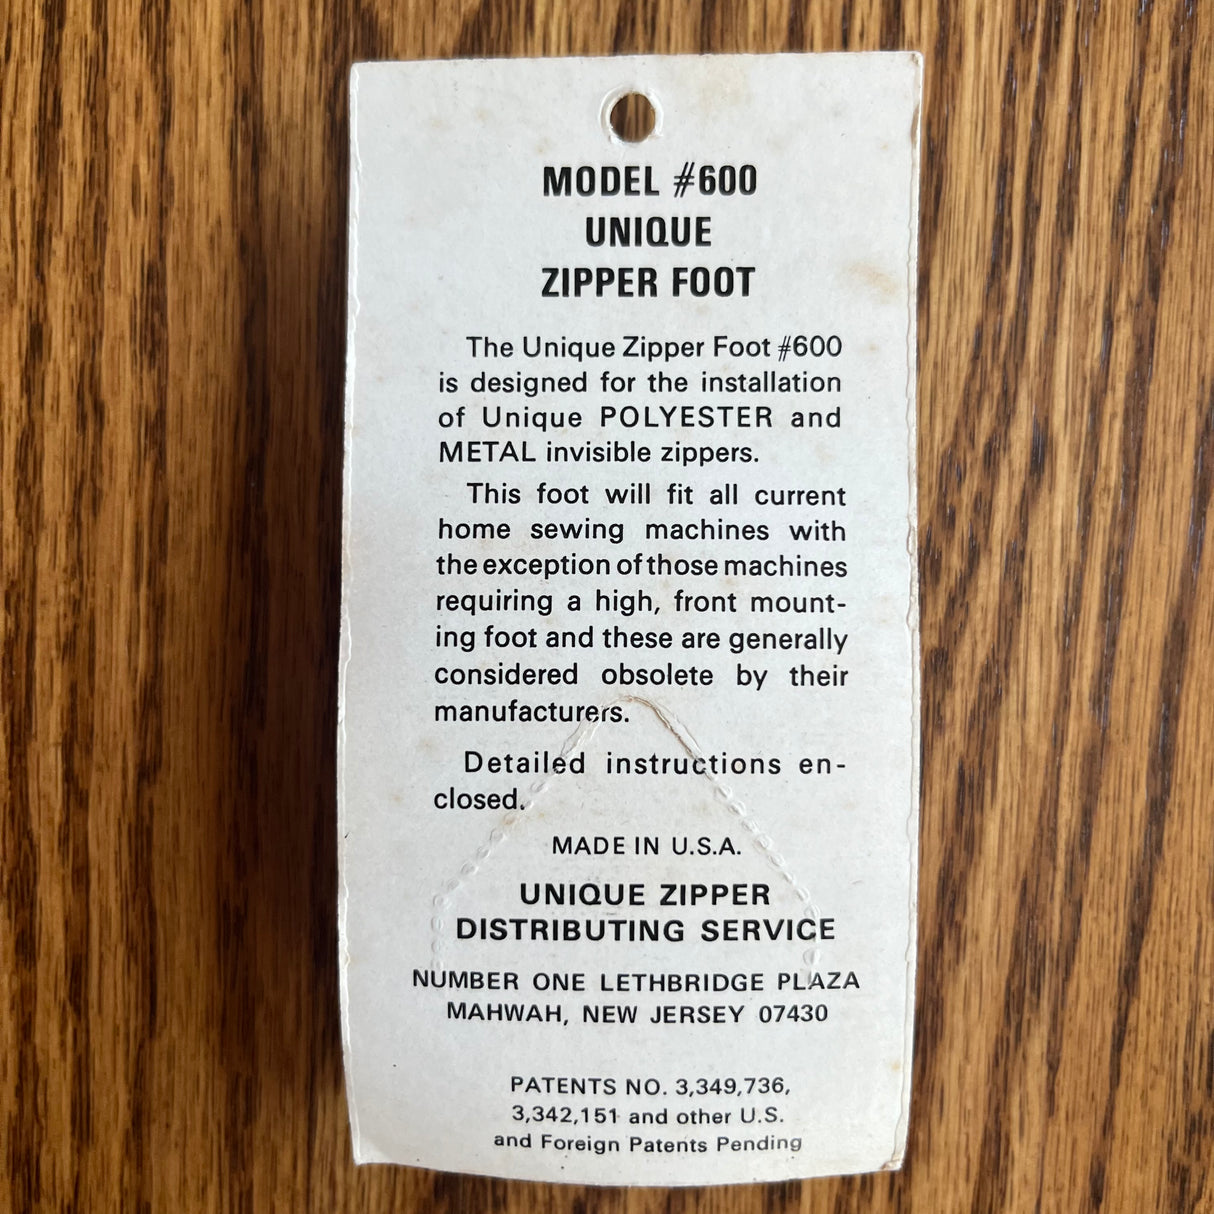 MODEL #600
UNIQUE
ZIPPER FOOT
The Unique Zipper Foot #600
is designed for the installation
of Unique POLYESTER and
METAL invisible zippers.
This foot will fit all current
home sewing machines with
the exception of those machines
requiring a high, front mount-
ing foot and these are generally
considered obsolete by their
manufacturers.
Detailed instructions en-
closed.
MADE IN U.S.A.
UNIQUE ZIPPER
DISTRIBUTING SERVICE
NUMBER ONE LETHBRIDGE PLAZA
MAHWAH, NEW JERSEY 07430
PATENTS NO. 3,349,736,
3,342,151 and other U.S.
and Foreign Patents Pending